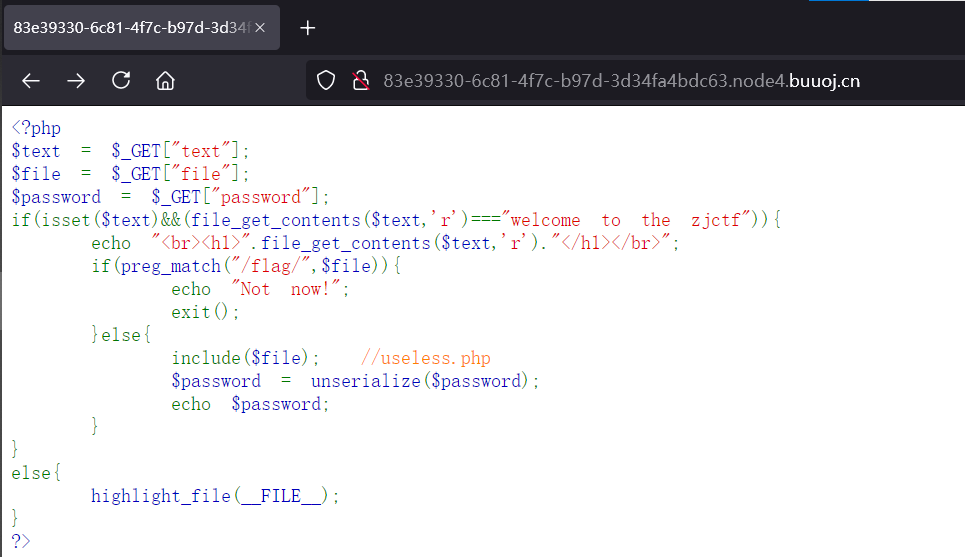 83e39330-6c81-4f7c-b97d-3d34f
83e39330-6c81-4f7c-b97d-3d34fa4bdc63.node4.buuoj.cn
<?php
$text = $_GET["text"];
$file = $_GET["file"];
$password = $_GET["password"];
if(isset($text)&&(file_get_contents($text,'r')==="welcome to the zjctf")){
echo "<br><h1>".file_get_contents($text,'r')."</h1></br>";
if(preg_match("/flag/",$file)){
echo "Not now!";
exit();
}else{
include($file); //useless.php
$password = unserialize($password);
echo $password;
}
}
else{
highlight_file(__FILE__);
}
?>